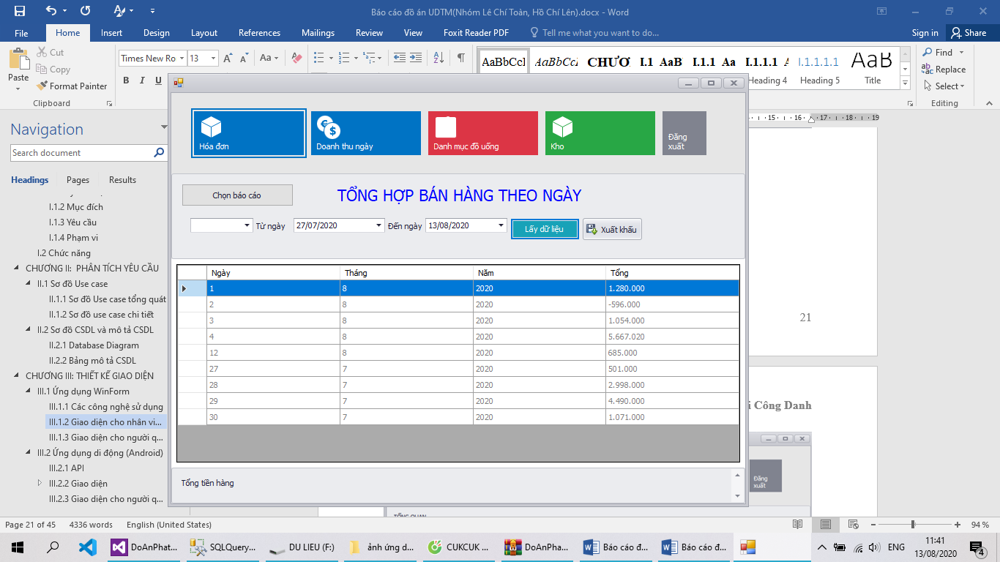 Báo cáo đồ án UDTM(Nhóm Lê Chí Toàn, Hồ Chí Lên).docx - Word
File Home Insert Design Layout References Mailings Review View Foxit Reader PDF Tell me what you want to do... Sign in Share
Paste
Cut
Copy
Format Painter
Clipboard
Times New Ro 13
B I U
AaBbCcI AaBbCcI CHƯƠ I.1 AaB I.1.1 Aa I.1.1.1 A I.1.1.1.1 AaB
Heading 4 Heading 5 Title
Find
Replace
Select
Editing
Navigation
Search document
Headings Pages Results
I.1.2 Mục đích
I.1.3 Yêu cầu
I.1.4 Phạm vi
I.2 Chức năng
CHƯƠNG II: PHÂN TÍCH YÊU CẦU
II.1 Sơ đồ Use case
II.1.1 Sơ đồ Use case tổng quát
II.1.2 Sơ đồ use case chi tiết
II.2 Sơ đồ CSDL và mô tả CSDL
II.2.1 Database Diagram
II.2.2 Bảng mô tả CSDL
CHƯƠNG III: THIẾT KẾ GIAO DIỆN
III.1 Ứng dụng WinForm
III.1.1 Các công nghệ sử dụng
III.1.2 Giao diện cho nhân vi...
III.1.3 Giao diện cho người q...
III.2 Ứng dụng di động (Android)
III.2.1 API
III.2.2 Giao diện
III.2.3 Giao diện cho người q...
Hóa đơn
Doanh thu ngày
Danh mục đồ uống
Kho
Đăng
xuất
Chọn báo cáo
TỔNG HỢP BÁN HÀNG THEO NGÀY
Từ ngày 27/07/2020 Đến ngày 13/08/2020 Lấy dữ liệu Xuất khẩu
Ngày Tháng Năm Tổng
1 8 2020 1.280.000
2 8 2020 -596.000
3 8 2020 1.054.000
4 8 2020 5.667.020
12 8 2020 685.000
27 7 2020 501.000
28 7 2020 2.998.000
29 7 2020 4.490.000
30 7 2020 1.071.000
Tổng tiền hàng
15 16 17 18 19
21
i Công Danh
Đăng
xuất
TỔNG QUAN
Page 21 of 45 4336 words English (United States) 94 %
DoAnPhat... SQLQuery... DU LIEU (F:) ảnh ứng d... CUKCUK ... DoAnPha... Báo cáo đ... Báo cáo đ...
ENG
11:41
13/08/2020
4